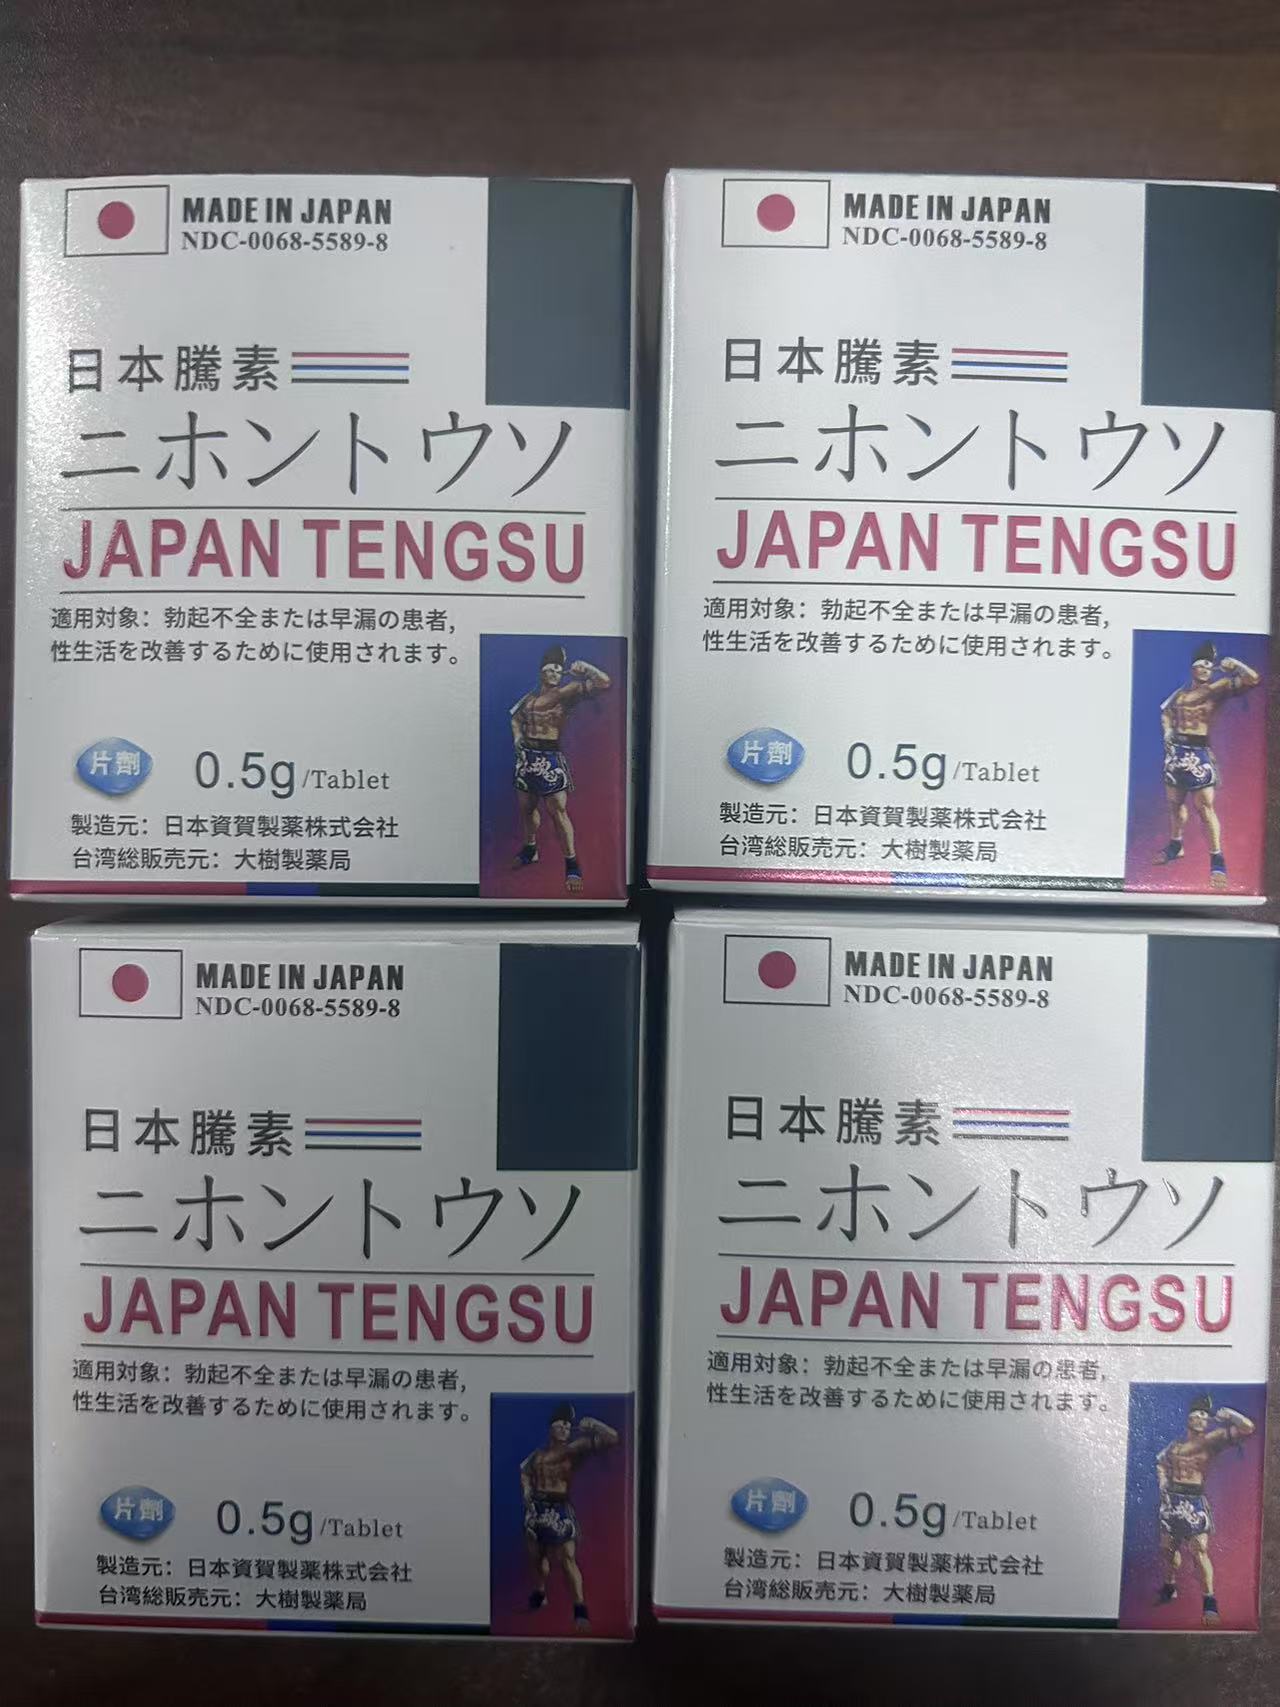 MADE IN JAPAN
NDC-0068-5589-8
日本騰素
ニホントウソ
JAPAN TENGSU
適用対象：勃起不全または早漏の患者，
性生活を改善するために使用されます。
片劑
0.5g/Tablet
製造元：日本資賀製薬株式会社
台湾総販売元：大樹製薬局
魂
MADE IN JAPAN
NDC-0068-5589-8
日本騰素
ニホントウソ
JAPAN TENGSU
適用対象：勃起不全または早漏の患者，
性生活を改善するために使用されます。
片劑
0.5g/Tablet
製造元：日本資賀製薬株式会社
台湾総販売元：大樹製薬局
魂
MADE IN JAPAN
NDC-0068-5589-8
日本騰素
ニホントウソ
JAPAN TENGSU
適用対象：勃起不全または早漏の患者，
性生活を改善するために使用されます。
片劑
0.5g/Tablet
製造元：日本資賀製薬株式会社
台湾総販売元：大樹製薬局
魂
MADE IN JAPAN
NDC-0068-5589-8
日本騰素
ニホントウソ
JAPAN TENGSU
適用対象：勃起不全または早漏の患者，
性生活を改善するために使用されます。
片劑
0.5g/Tablet
製造元：日本資賀製薬株式会社
台湾総販売元：大樹製薬局
魂